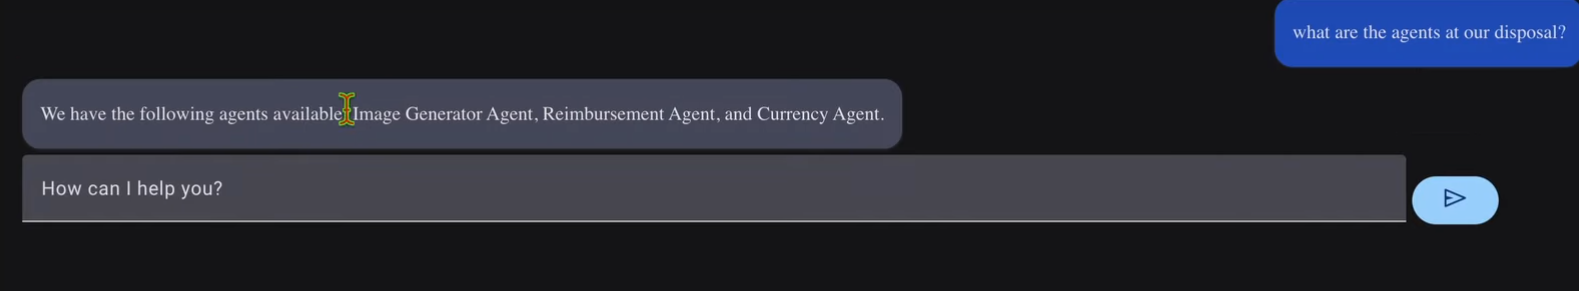 what are the agents at our disposal?
We have the following agents available: Image Generator Agent, Reimbursement Agent, and Currency Agent.
How can I help you?